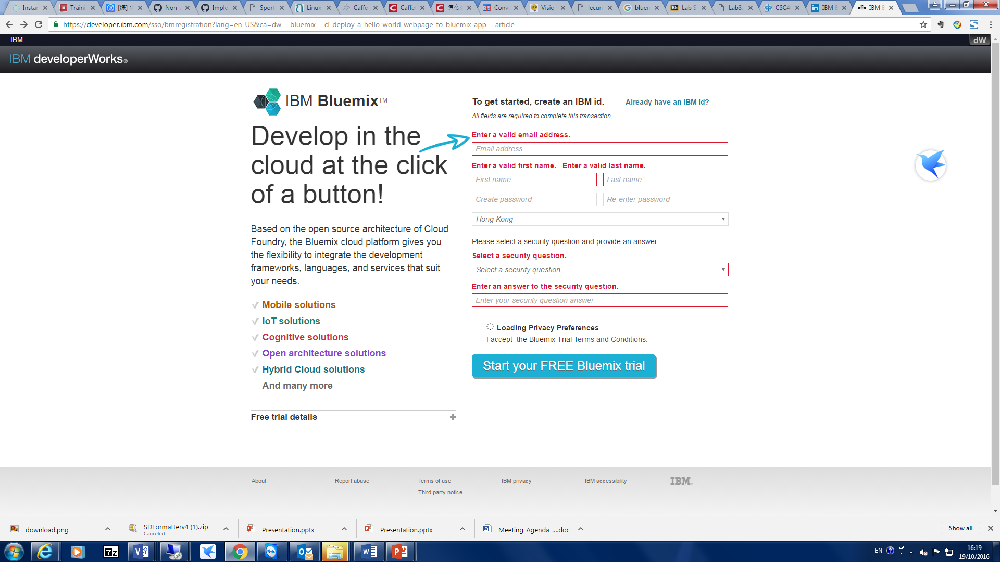 Instar
Traini
[综]
Non-
Imple
Sport
Linux
Caffe
Caffe
Conv
Visio
lecun
bluen
Lab S
Lab3.
CSC4
IBM E
IBM E
https://developer.ibm.com/sso/bmregistration?lang=en_US&ca=dw-_-bluemix-_-cl-deploy-a-hello-world-webpage-to-bluemix-app-_-article
IBM
dW
IBM developerWorks®
IBM Bluemix™
Develop in the
cloud at the click
of a button!
Based on the open source architecture of Cloud
Foundry, the Bluemix cloud platform gives you
the flexibility to integrate the development
frameworks, languages, and services that suit
your needs.
Mobile solutions
IoT solutions
Cognitive solutions
Open architecture solutions
Hybrid Cloud solutions
And many more
Free trial details
To get started, create an IBM id.
Already have an IBM id?
All fields are required to complete this transaction.
Enter a valid email address.
Email address
Enter a valid first name. Enter a valid last name.
First name
Last name
Create password
Re-enter password
Hong Kong
Please select a security question and provide an answer.
Select a security question.
Select a security question
Enter an answer to the security question.
Enter your security question answer
Loading Privacy Preferences
I accept the Bluemix Trial Terms and Conditions.
Start your FREE Bluemix trial
About
Report abuse
Terms of use
Third party notice
IBM privacy
IBM accessibility
IBM
download.png
SDFormatterv4 (1).zip
Canceled
Presentation.pptx
Presentation.pptx
Meeting_Agenda-....doc
Show all
EN
16:19
19/10/2016